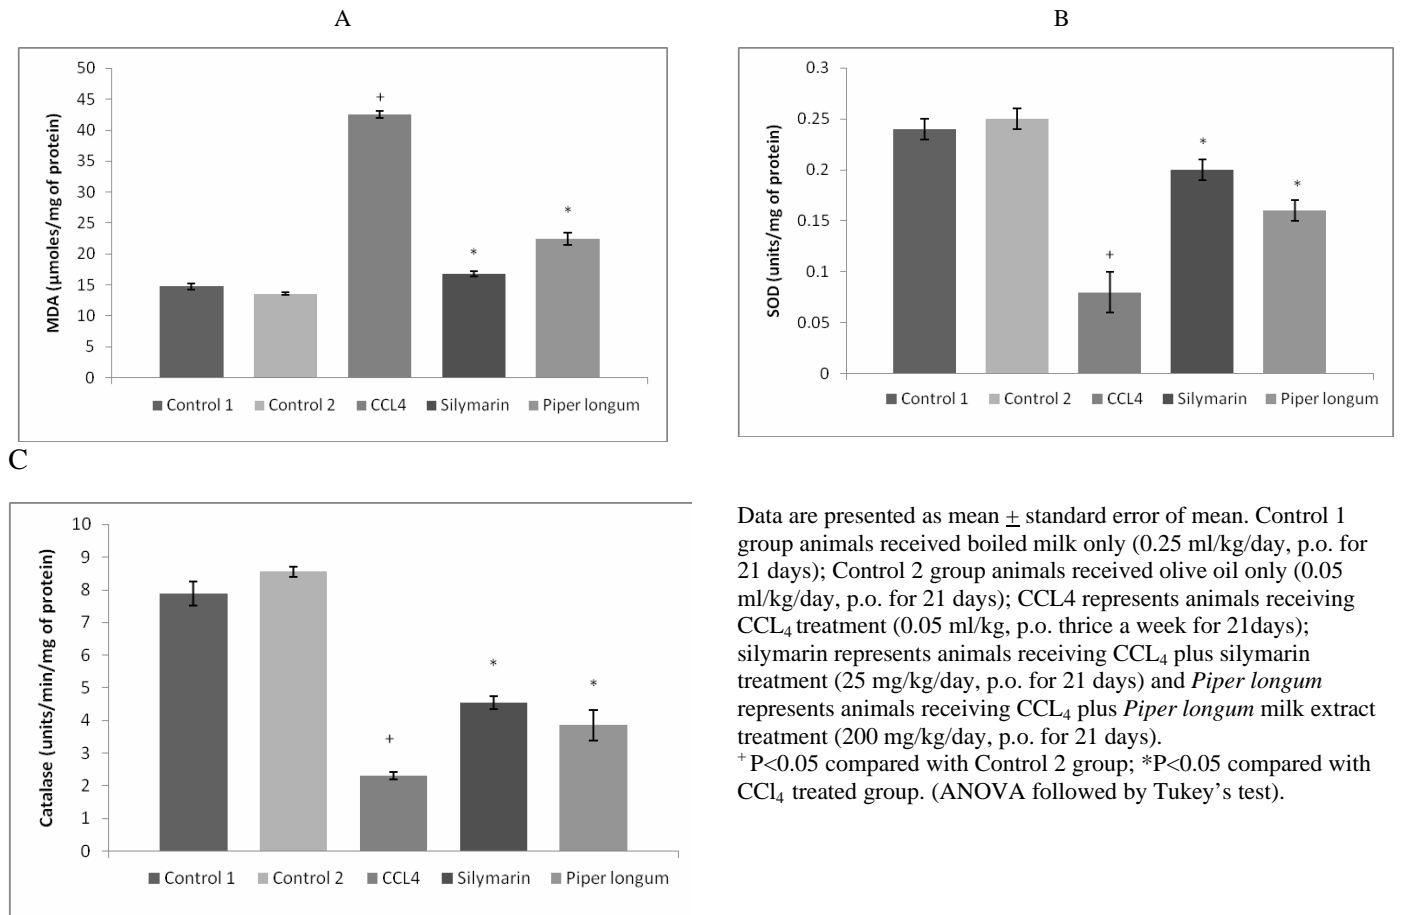 A
MDA (μmoles/mg of protein)
50
45
40
35
30
25
20
15
10
5
0
+
*
*
Control 1 Control 2 CCL4 Silymarin Piper longum
B
SOD (units/mg of protein)
0.3
0.25
0.2
0.15
0.1
0.05
0
+
*
*
Control 1 Control 2 CCL4 Silymarin Piper longum
C
Catalase (units/min/mg of protein)
10
9
8
7
6
5
4
3
2
1
0
+
*
*
Control 1 Control 2 CCL4 Silymarin Piper longum
Data are presented as mean ± standard error of mean. Control 1
group animals received boiled milk only (0.25 ml/kg/day, p.o. for
21 days); Control 2 group animals received olive oil only (0.05
ml/kg/day, p.o. for 21 days); CCL4 represents animals receiving
CCL₄ treatment (0.05 ml/kg, p.o. thrice a week for 21days);
silymarin represents animals receiving CCL₄ plus silymarin
treatment (25 mg/kg/day, p.o. for 21 days) and Piper longum
represents animals receiving CCL₄ plus Piper longum milk extract
treatment (200 mg/kg/day, p.o. for 21 days).
⁺ P<0.05 compared with Control 2 group; *P<0.05 compared with
CCl₄ treated group. (ANOVA followed by Tukey’s test).